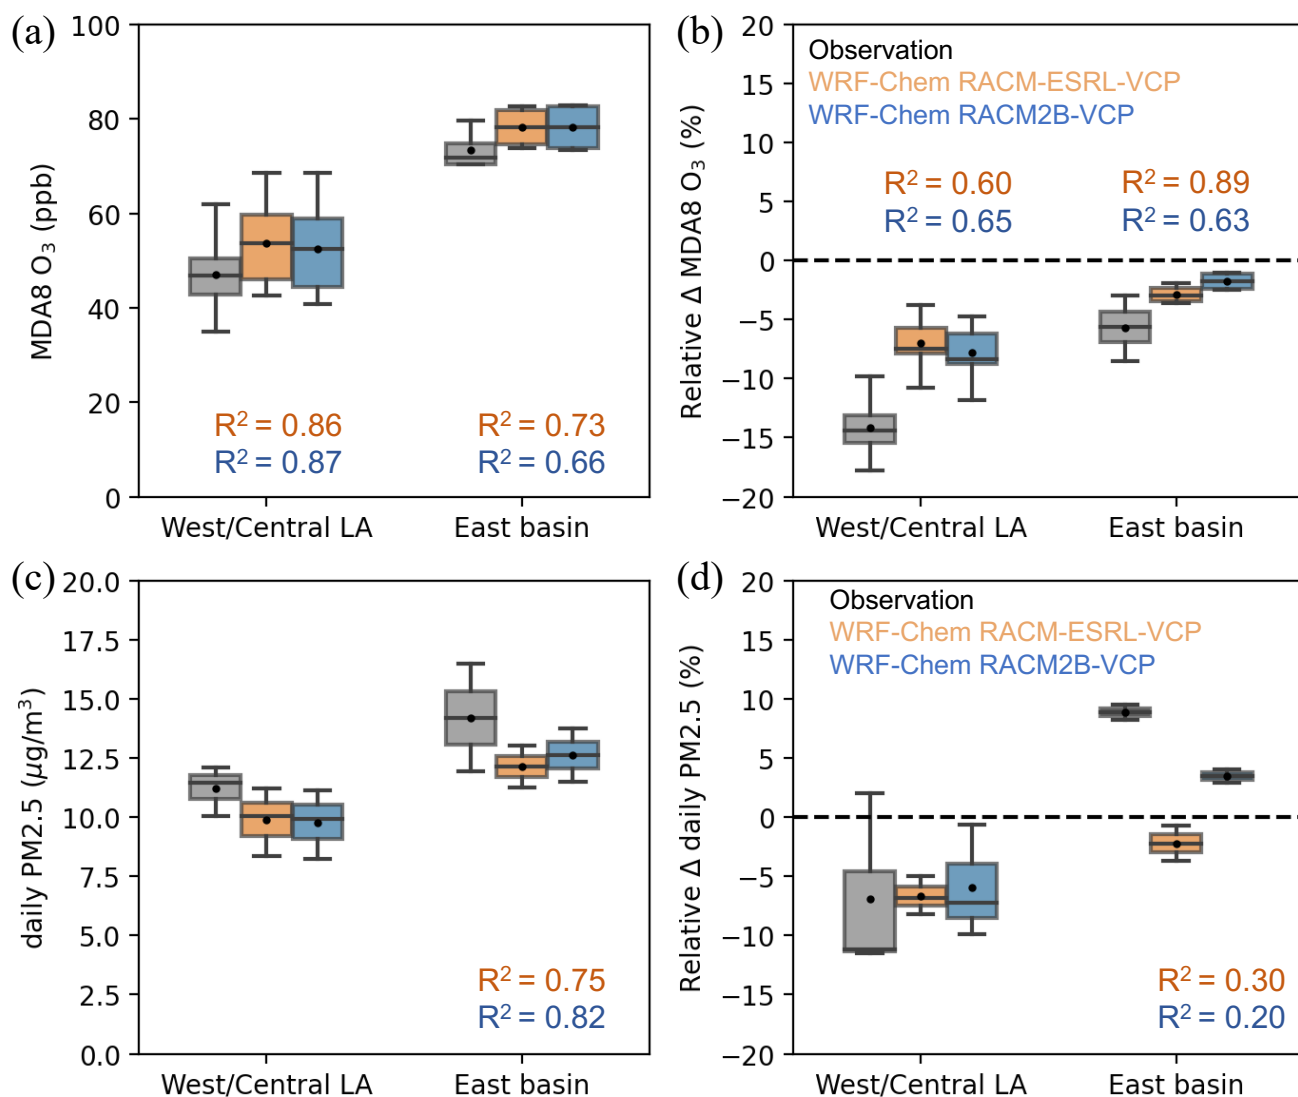 (a)
100
80
60
40
20
0
MDA8 O₃ (ppb)
R² = 0.86
R² = 0.87
R² = 0.73
R² = 0.66
West/Central LA
East basin
(b)
20
15
10
5
0
−5
−10
−15
−20
Relative Δ MDA8 O₃ (%)
Observation
WRF-Chem RACM-ESRL-VCP
WRF-Chem RACM2B-VCP
R² = 0.60
R² = 0.65
R² = 0.89
R² = 0.63
West/Central LA
East basin
(c)
20.0
17.5
15.0
12.5
10.0
7.5
5.0
2.5
0.0
daily PM2.5 (μg/m³)
R² = 0.75
R² = 0.82
West/Central LA
East basin
(d)
20
15
10
5
0
−5
−10
−15
−20
Relative Δ daily PM2.5 (%)
Observation
WRF-Chem RACM-ESRL-VCP
WRF-Chem RACM2B-VCP
R² = 0.30
R² = 0.20
West/Central LA
East basin